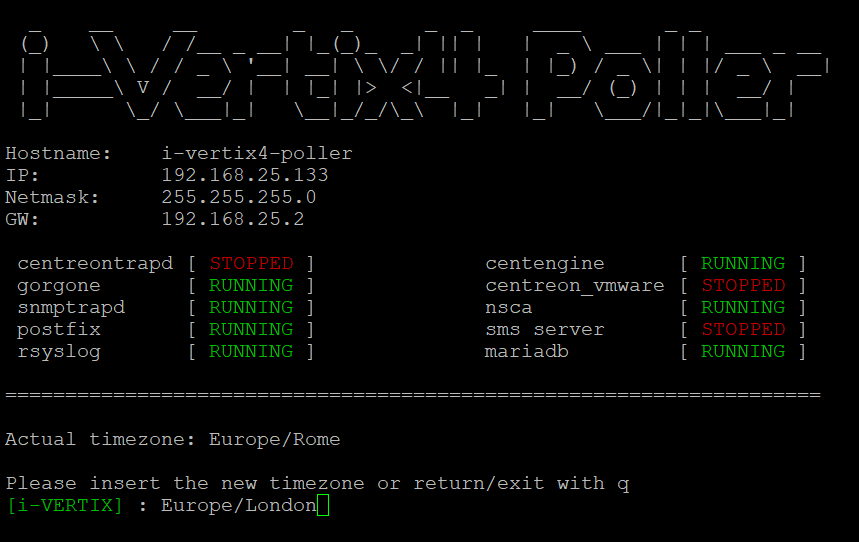 i-Vertix4 Poller
Hostname: i-vertix4-poller
IP: 192.168.25.133
Netmask: 255.255.255.0
GW: 192.168.25.2
centreontrapd [ STOPPED ] centengine [ RUNNING ]
gorgone [ RUNNING ] centreon_vmware [ STOPPED ]
snmptrapd [ RUNNING ] nsca [ RUNNING ]
postfix [ RUNNING ] sms server [ STOPPED ]
rsyslog [ RUNNING ] mariadb [ RUNNING ]
====================================================================
Actual timezone: Europe/Rome
Please insert the new timezone or return/exit with q
[i-VERTIX] : Europe/London